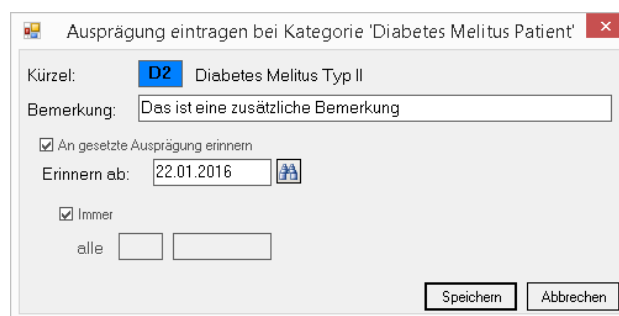 Ausprägung eintragen bei Kategorie 'Diabetes Melitus Patient'
Kürzel: D2 Diabetes Melitus Typ II
Bemerkung: Das ist eine zusätzliche Bemerkung
An gesetzte Ausprägung erinnern
Erinnern ab: 22.01.2016
Immer
alle
Speichern Abbrechen